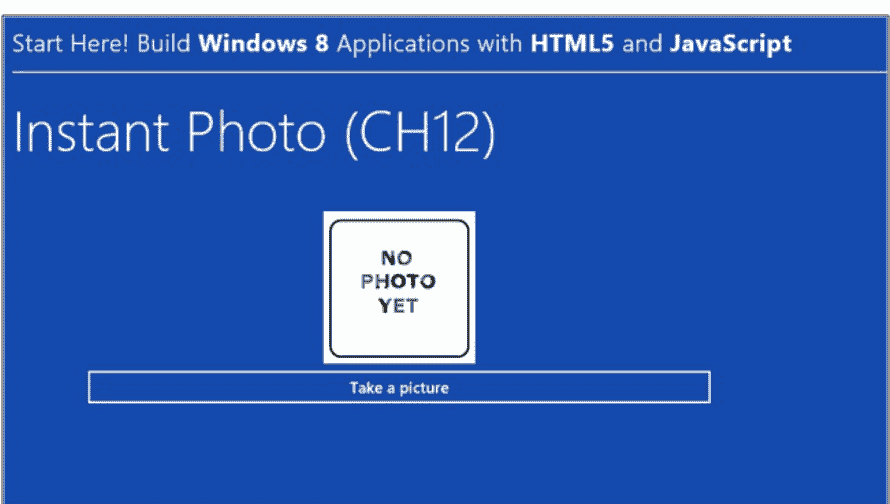 Start Here! Build Windows 8 Applications with HTML5 and JavaScript
Instant Photo (CH12)
NO
PHOTO
YET
Take a picture